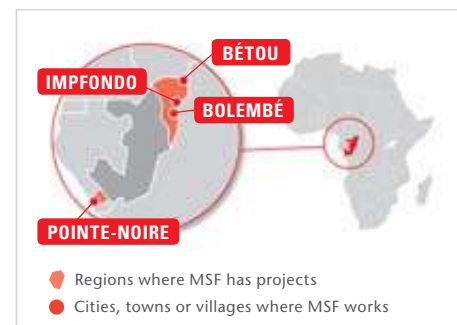 BÉTOU
IMPFONDO
BOLEMBÉ
POINTE-NOIRE
Regions where MSF has projects
Cities, towns or villages where MSF works